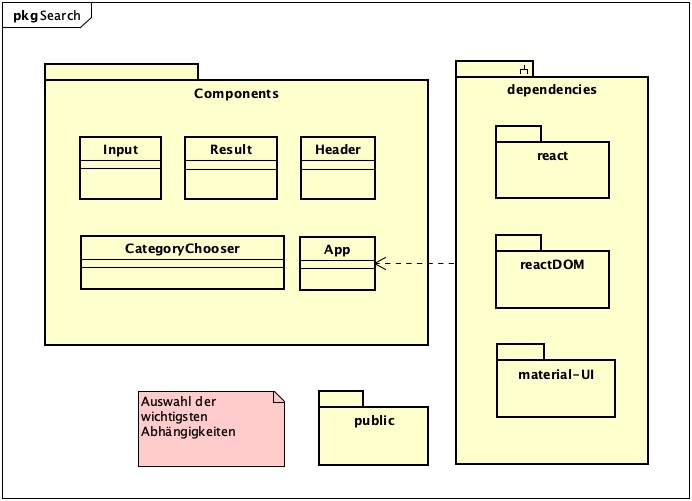 pkg Search
Components
Input
Result
Header
CategoryChooser
App
dependencies
react
reactDOM
material-UI
Auswahl der
wichtigsten
Abhängigkeiten
public